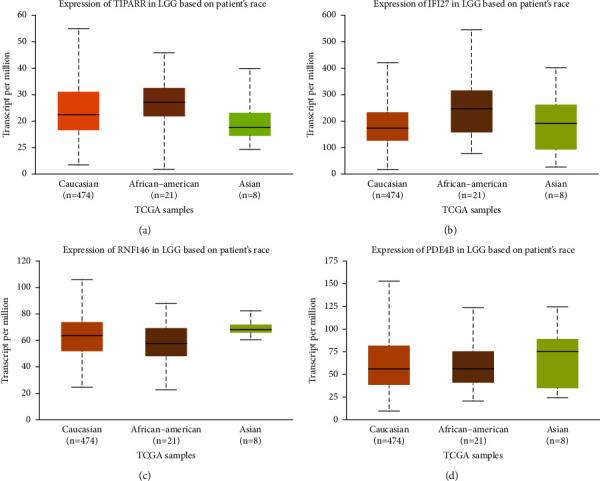 Expression of TIPARR in LGG based on patient's race
60
50
40
30
20
25
0
Transcript per million
Caucasian
(n=474)
African–american
(n=21)
Asian
(n=8)
TCGA samples
(a)
Expression of IFI27 in LGG based on patient's race
600
500
400
300
200
100
0
Transcript per million
Caucasian
(n=474)
African–american
(n=21)
Asian
(n=8)
TCGA samples
(b)
Expression of RNF146 in LGG based on patient's race
120
100
80
60
40
20
0
Transcript per million
Caucasian
(n=474)
African–american
(n=21)
Asian
(n=8)
TCGA samples
(c)
Expression of PDE4B in LGG based on patient's race
175
150
125
100
75
50
25
0
Transcript per million
Caucasian
(n=474)
African–american
(n=21)
Asian
(n=8)
TCGA samples
(d)